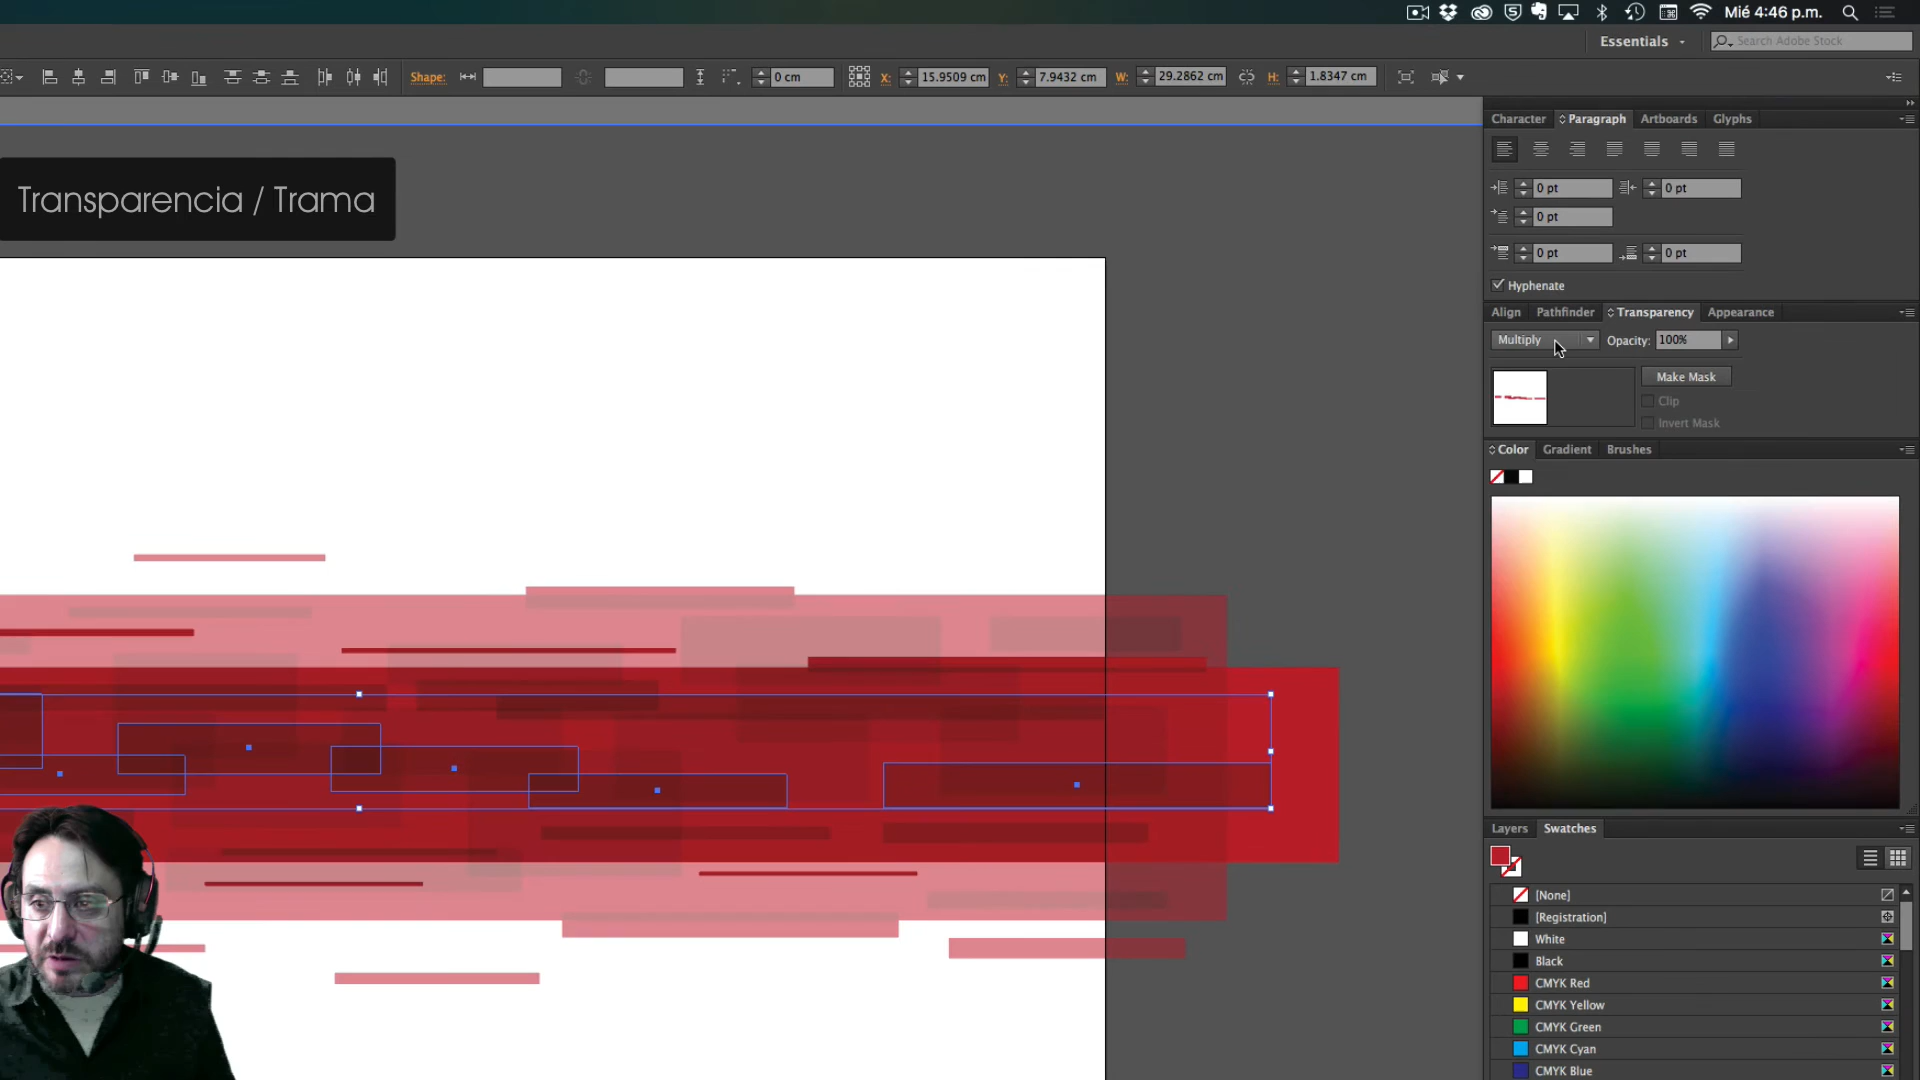 Mié 4:46 p.m.
Essentials
Search Adobe Stock
Shape:
0 cm
X:
15.9509 cm
Y:
7.9432 cm
W:
29.2862 cm
H:
1.8347 cm
Character
Paragraph
Artboards
Glyphs
Transparencia / Trama
0 pt
0 pt
0 pt
0 pt
0 pt
Hyphenate
Align
Pathfinder
Transparency
Appearance
Multiply
Opacity:
100%
Make Mask
Clip
Invert Mask
Color
Gradient
Brushes
Layers
Swatches
[None]
[Registration]
White
Black
CMYK Red
CMYK Yellow
CMYK Green
CMYK Cyan
CMYK Blue